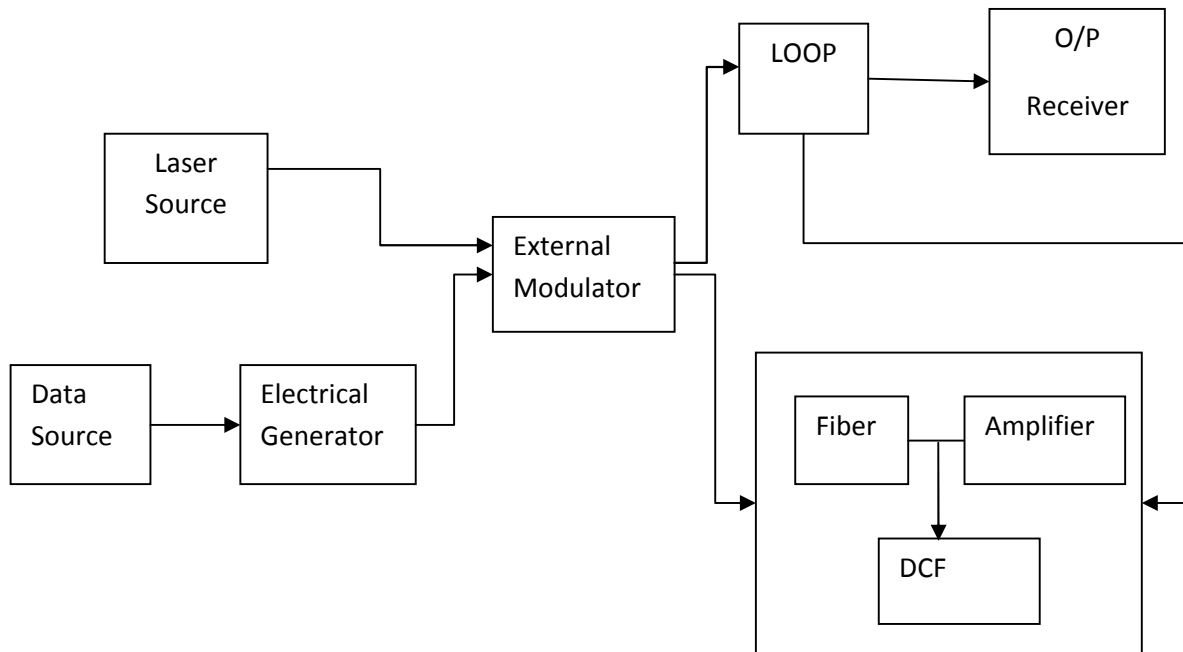 LOOP
O/P
Receiver
Laser
Source
External
Modulator
Data
Source
Electrical
Generator
Fiber
Amplifier
DCF